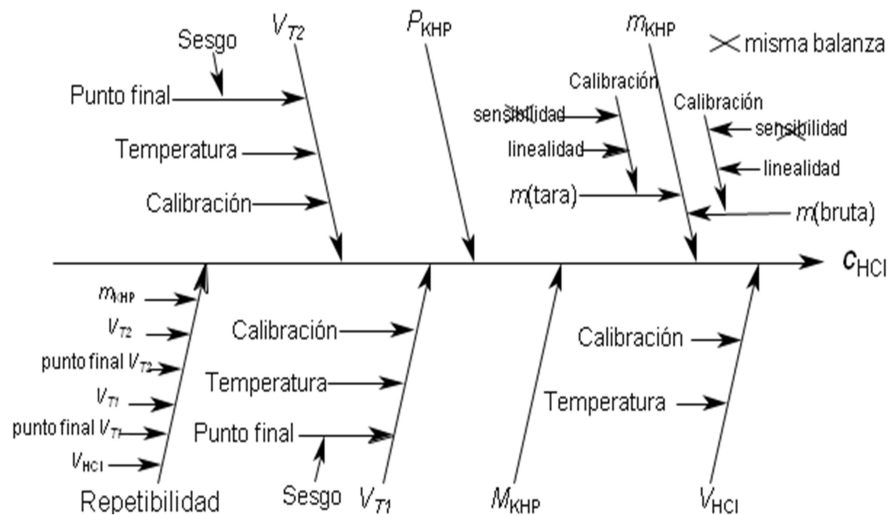 Sesgo
V_T2
P_KHP
m_KHP
misma balanza
Punto final
Calibración
Calibración
sensibilidad
sensibilidad
Temperatura
linealidad
linealidad
Calibración
m(tara)
m(bruta)
c_HCl
m_KHP
V_T2
punto final V_T2
V_T1
punto final V_T1
V_HCl
Repetibilidad
Calibración
Temperatura
Punto final
Sesgo
V_T1
M_KHP
Calibración
Temperatura
V_HCl